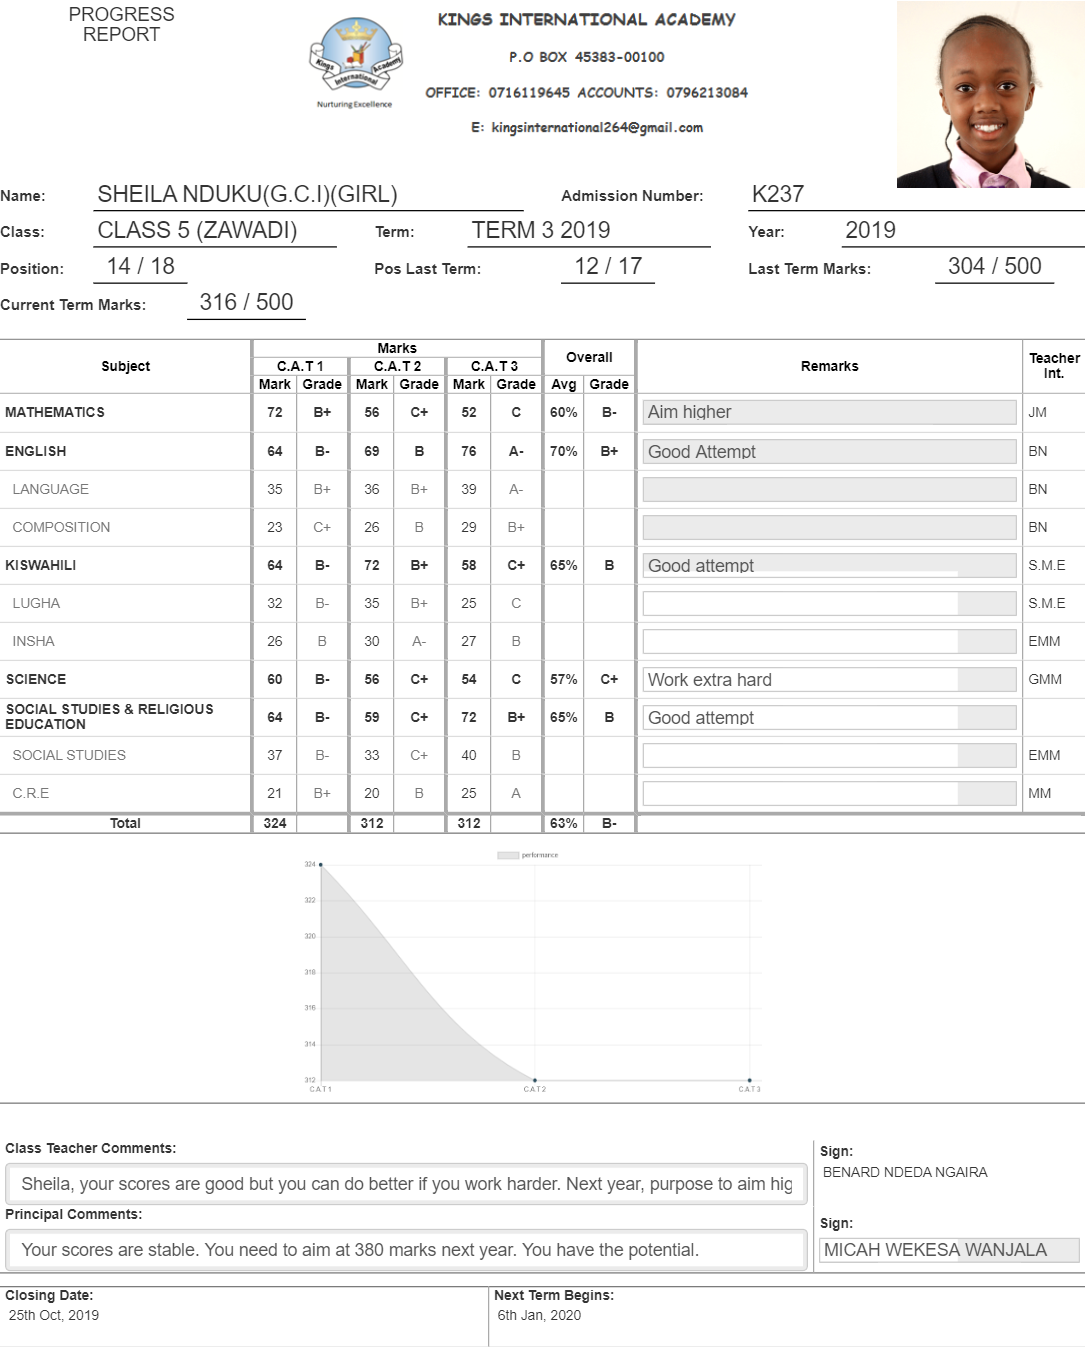 PROGRESS
REPORT
Kings International Academy
Nurturing Excellence
KINGS INTERNATIONAL ACADEMY
P.O BOX 45383-00100
OFFICE: 0716119645 ACCOUNTS: 0796213084
E: kingsinternational264@gmail.com
Name: SHEILA NDUKU(G.C.I)(GIRL) Admission Number: K237
Class: CLASS 5 (ZAWADI) Term: TERM 3 2019 Year: 2019
Position: 14 / 18 Pos Last Term: 12 / 17 Last Term Marks: 304 / 500
Current Term Marks: 316 / 500
Subject Marks Overall Remarks Teacher Int.
C.A.T 1 C.A.T 2 C.A.T 3
Mark Grade Mark Grade Mark Grade Avg Grade
MATHEMATICS 72 B+ 56 C+ 52 C 60% B- Aim higher JM
ENGLISH 64 B- 69 B 76 A- 70% B+ Good Attempt BN
LANGUAGE 35 B+ 36 B+ 39 A- BN
COMPOSITION 23 C+ 26 B 29 B+ BN
KISWAHILI 64 B- 72 B+ 58 C+ 65% B Good attempt S.M.E
LUGHA 32 B- 35 B+ 25 C S.M.E
INSHA 26 B 30 A- 27 B EMM
SCIENCE 60 B- 56 C+ 54 C 57% C+ Work extra hard GMM
SOCIAL STUDIES & RELIGIOUS
EDUCATION 64 B- 59 C+ 72 B+ 65% B Good attempt
SOCIAL STUDIES 37 B- 33 C+ 40 B EMM
C.R.E 21 B+ 20 B 25 A MM
Total 324 312 312 63% B-
performance
324
322
320
318
316
314
312
CAT1 CAT2 CAT3
Class Teacher Comments:
Sheila, your scores are good but you can do better if you work harder. Next year, purpose to aim hig
Sign:
BENARD NDEDA NGAIRA
Principal Comments:
Your scores are stable. You need to aim at 380 marks next year. You have the potential.
Sign:
MICAH WEKESA WANJALA
Closing Date: Next Term Begins:
25th Oct, 2019 6th Jan, 2020